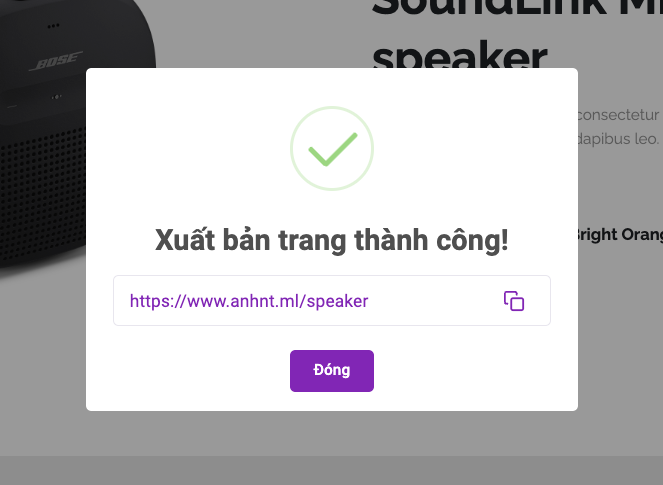 SoundLink Mi
speaker
BOSE
consectetur
dapibus leo.
Bright Orang
Xuất bản trang thành công!
https://www.anhnt.ml/speaker
Đóng